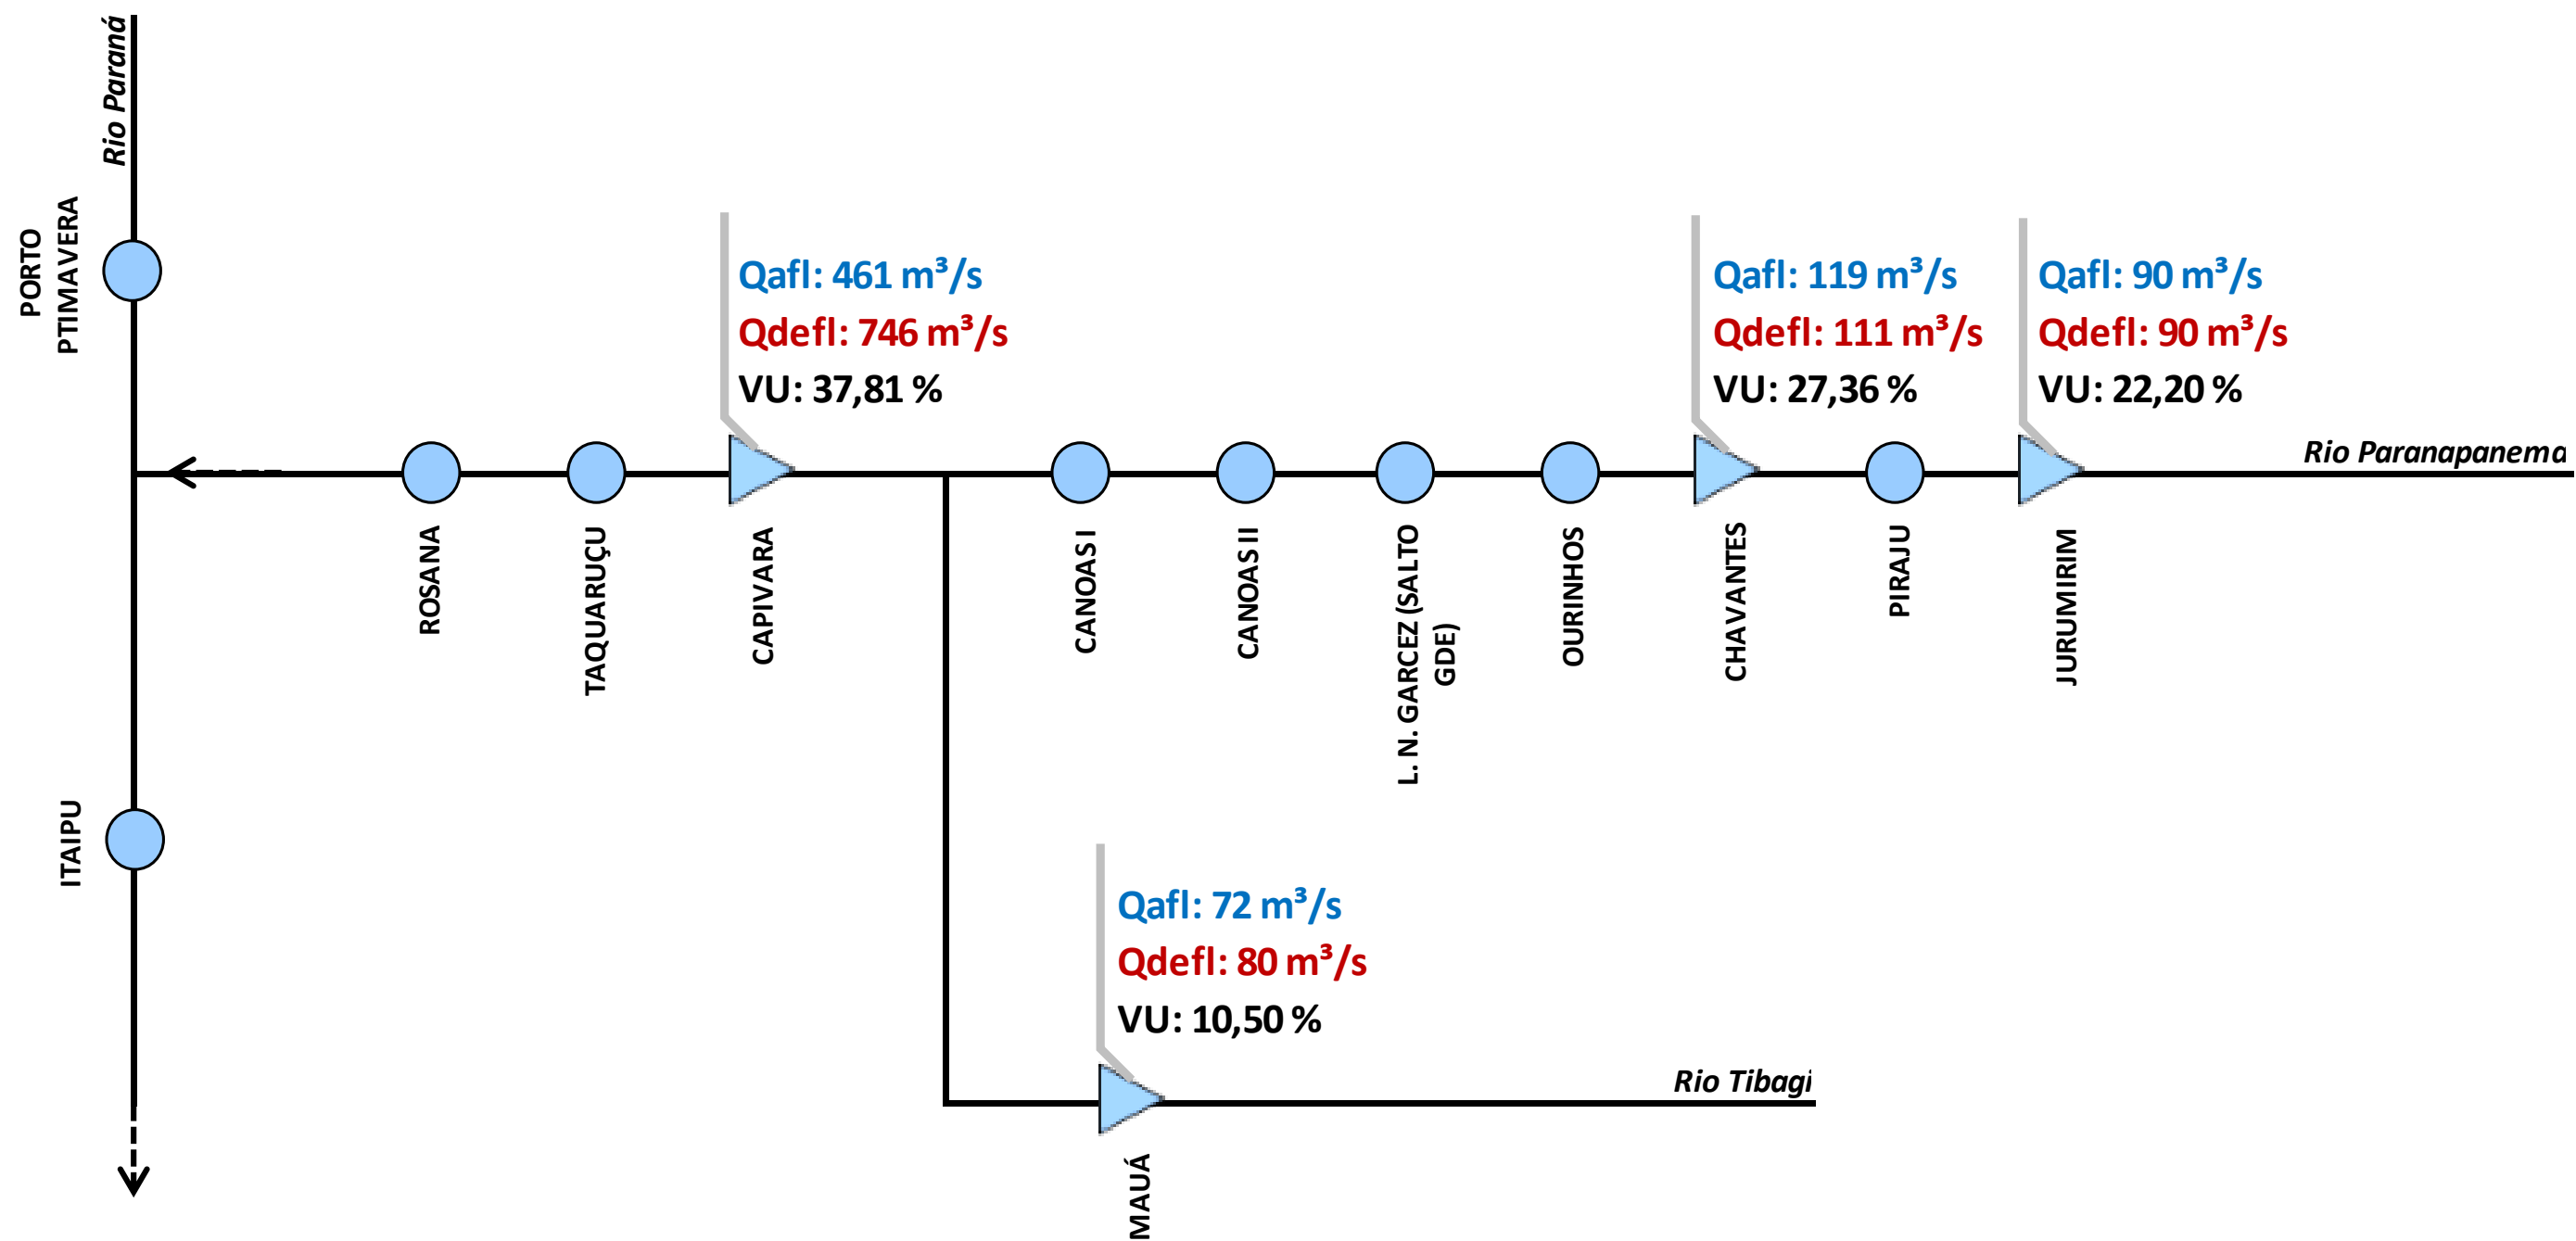 Rio Paraná
PORTO
PTIMAVERA
Qafl: 461 m³/s
Qdefl: 746 m³/s
VU: 37,81 %
Qafl: 119 m³/s
Qdefl: 111 m³/s
VU: 27,36 %
Qafl: 90 m³/s
Qdefl: 90 m³/s
VU: 22,20 %
Rio Paranapanema
ROSANA
TAQUARUÇU
CAPIVARA
CANOAS I
CANOAS II
L. N. GARCEZ (SALTO
GDE)
OURINHOS
CHAVANTES
PIRAJU
JURUMIRIM
ITAIPU
Qafl: 72 m³/s
Qdefl: 80 m³/s
VU: 10,50 %
Rio Tibagi
MAUÁ